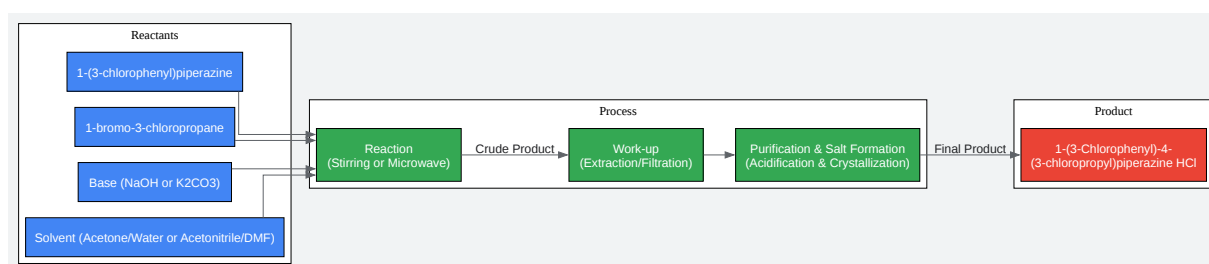 Reactants
1-(3-chlorophenyl)piperazine
1-bromo-3-chloropropane
Base (NaOH or K2CO3)
Solvent (Acetone/Water or Acetonitrile/DMF)
Process
Reaction
(Stirring or Microwave)
Crude Product
Work-up
(Extraction/Filtration)
Purification & Salt Formation
(Acidification & Crystallization)
Final Product
Product
1-(3-Chlorophenyl)-4-
(3-chloropropyl)piperazine HCl